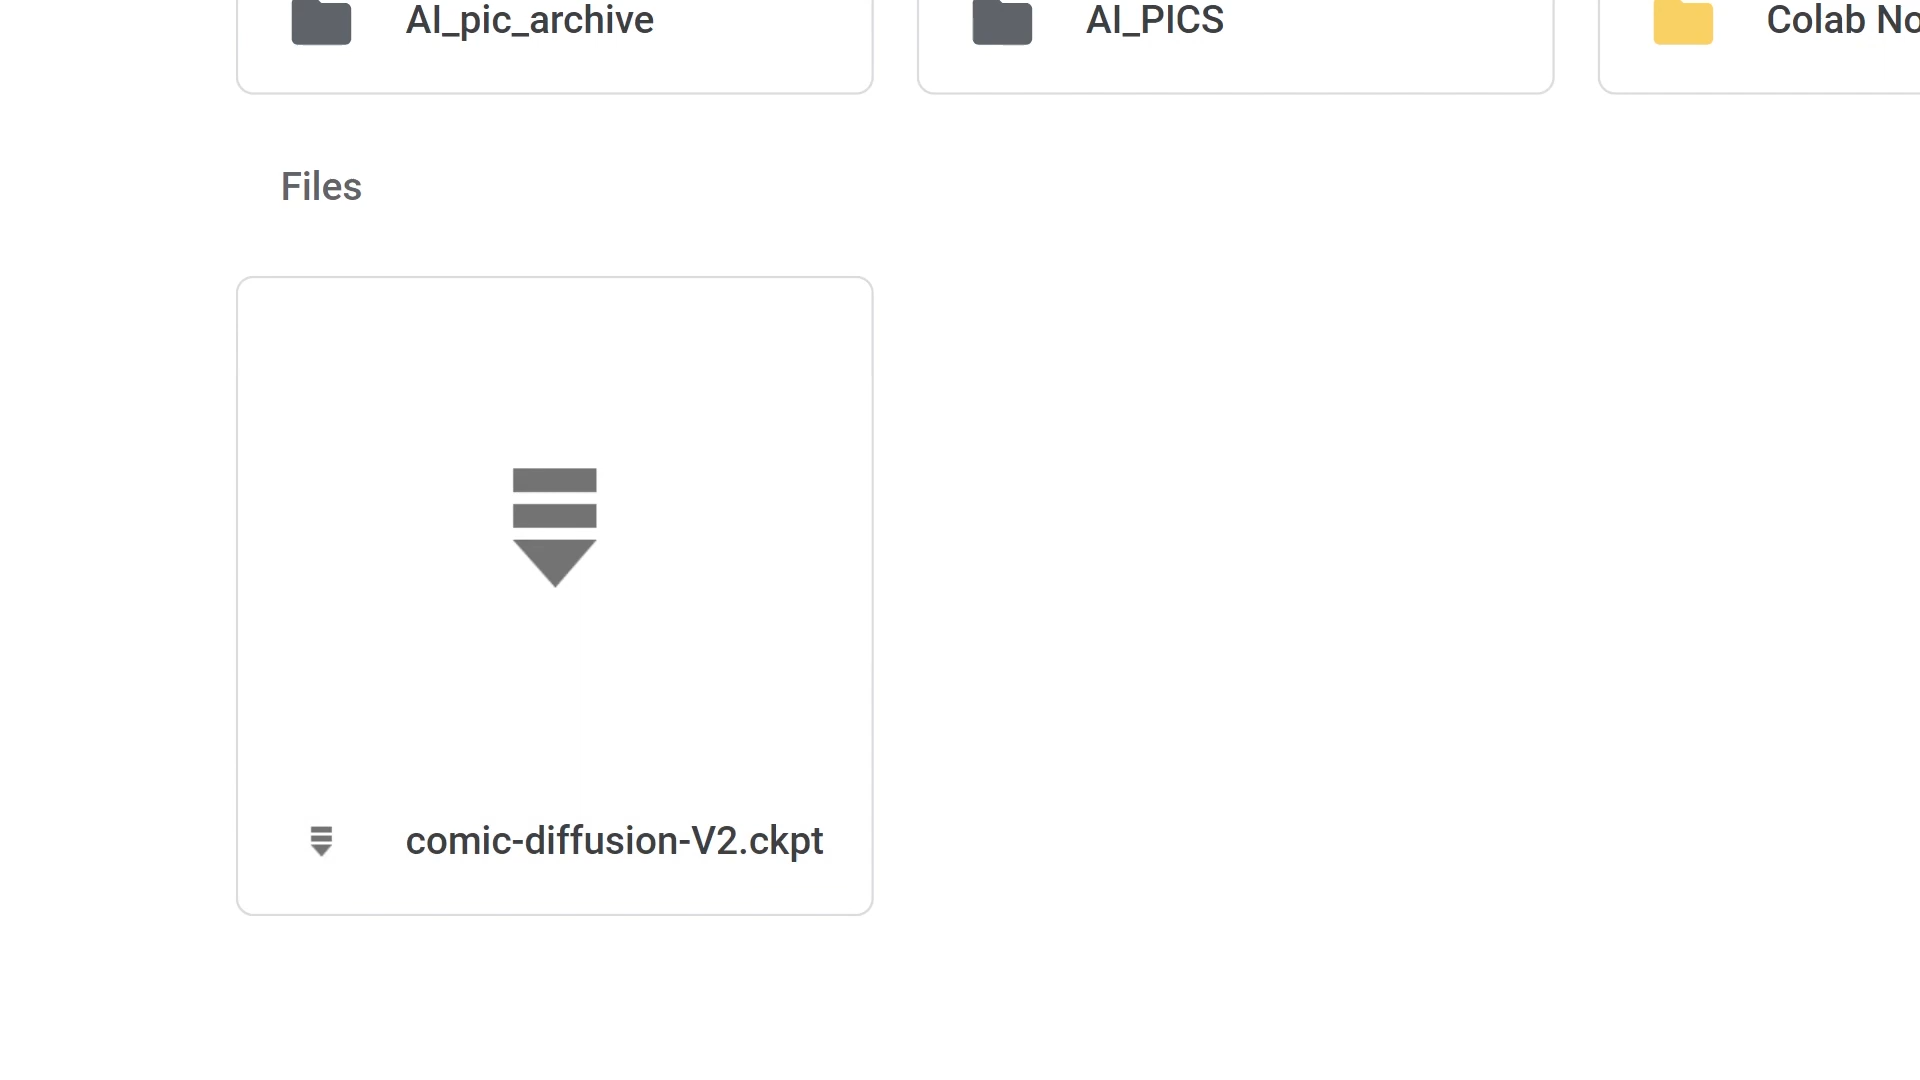 AI_pic_archive
AI_PICS
Colab No
Files
comic-diffusion-V2.ckpt